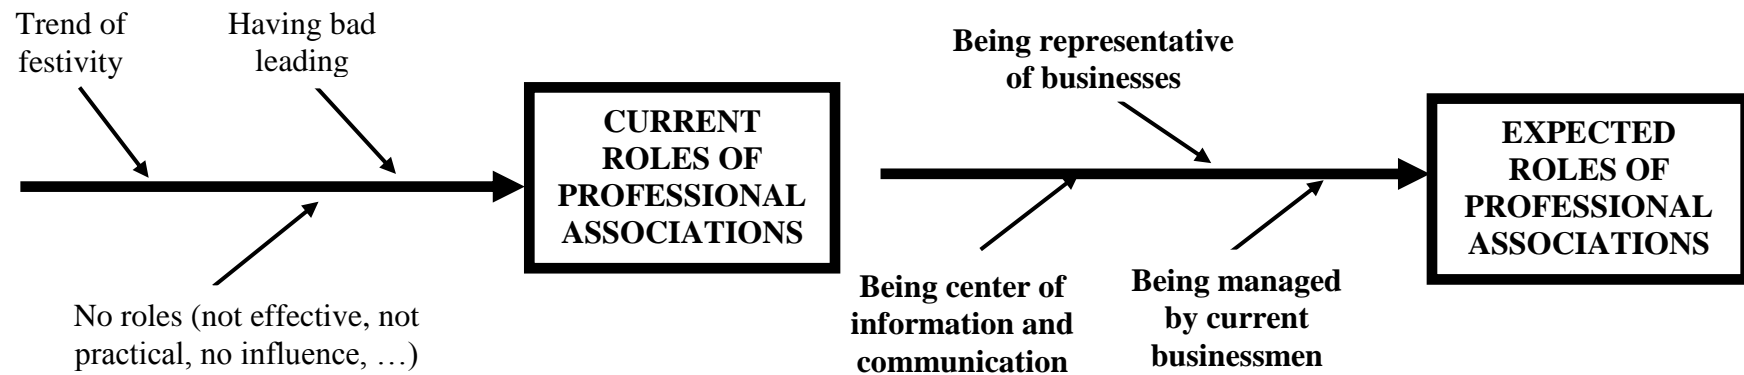 Trend of
festivity
Having bad
leading
No roles (not effective, not
practical, no influence, …)
CURRENT
ROLES OF
PROFESSIONAL
ASSOCIATIONS
Being representative
of businesses
Being center of
information and
communication
Being managed
by current
businessmen
EXPECTED
ROLES OF
PROFESSIONAL
ASSOCIATIONS